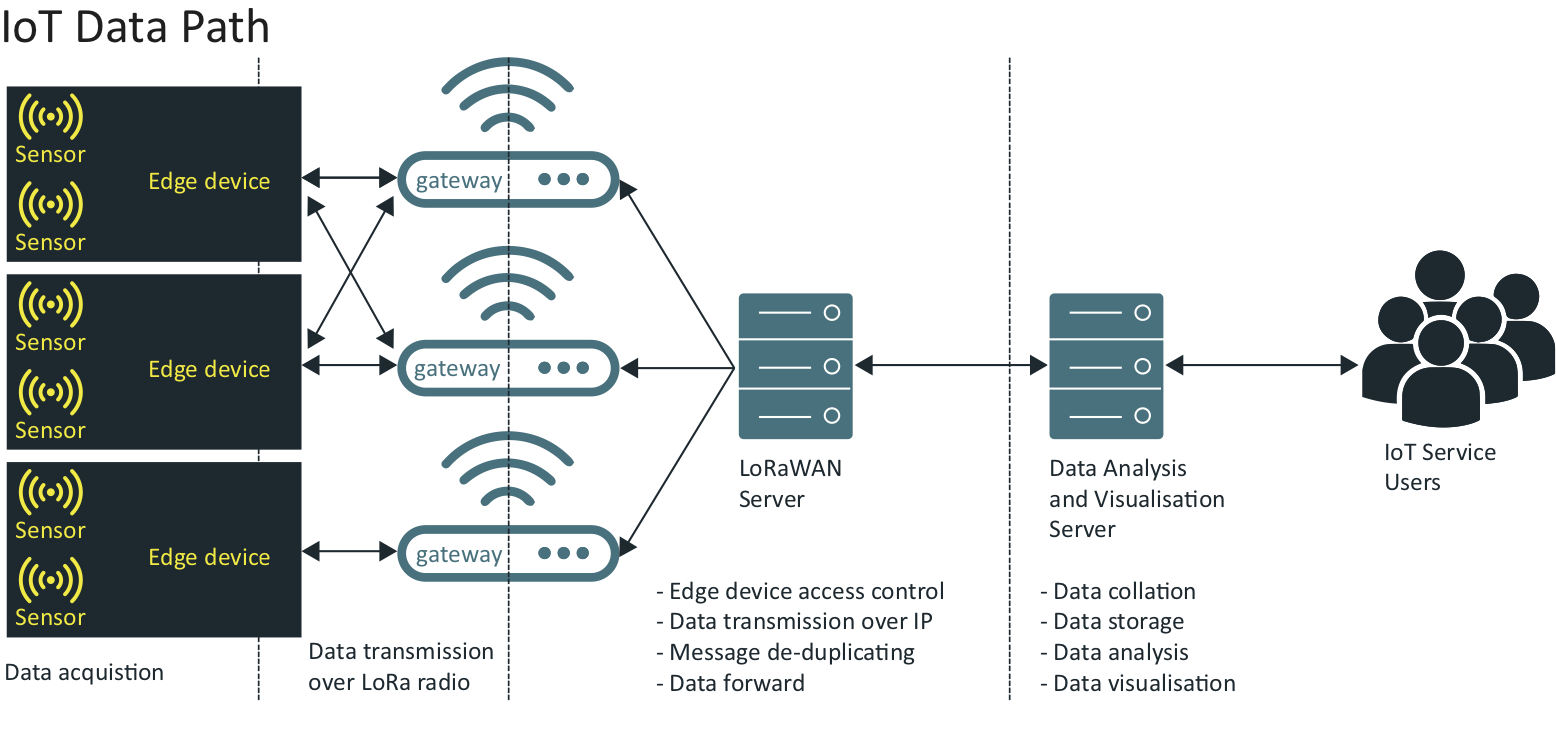 IoT Data Path
Sensor
Edge device
Sensor
Sensor
Edge device
Sensor
Sensor
Edge device
Sensor
gateway
gateway
gateway
Data acquistion
Data transmission
over LoRa radio
LoRaWAN
Server
- Edge device access control
- Data transmission over IP
- Message de-duplicating
- Data forward
Data Analysis
and Visualisation
Server
- Data collation
- Data storage
- Data analysis
- Data visualisation
IoT Service
Users